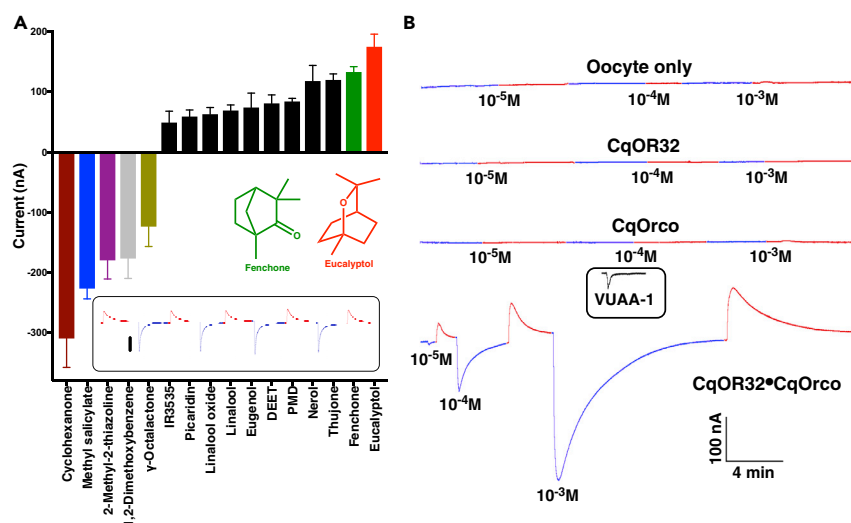 A
200
100
0
-100
-200
-300
Current (nA)
O
Fenchone
O
Eucalyptol
Cyclohexanone
Methyl salicylate
2-Methyl-2-thiazoline
1,2-Dimethoxybenzene
γ-Octalactone
IR3535
Picaridin
Linalool oxide
Linalool
Eugenol
DEET
PMD
Nerol
Thujone
Fenchone
Eucalyptol
B
Oocyte only
10-5M 10-4M 10-3M
CqOR32
10-5M 10-4M 10-3M
CqOrco
10-5M 10-4M 10-3M
VUAA-1
10-5M
10-4M
10-3M
CqOR32•CqOrco
100 nA
4 min